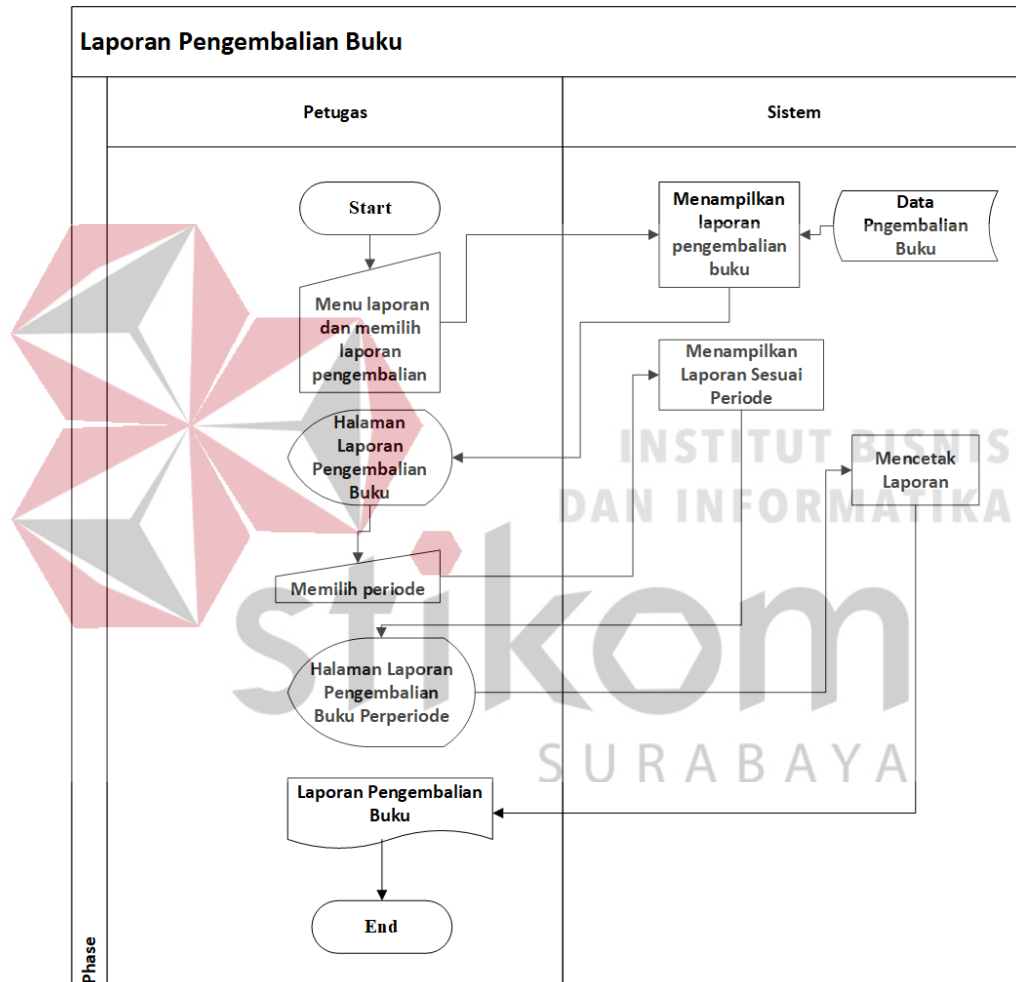 Laporan Pengembalian Buku
Petugas
Sistem
Start
Menampilkan
laporan
pengembalian
buku
Data
Pngembalian
Buku
Menu laporan
dan memilih
laporan
pengembalian
Menampilkan
Laporan Sesuai
Periode
Halaman
Laporan
Pengembalian
Buku
INSTITUT BISNIS
DAN INFORMATIKA
Mencetak
Laporan
Memilih periode
stikom
SURABAYA
Halaman Laporan
Pengembalian
Buku Perperiode
Laporan Pengembalian
Buku
End
Phase